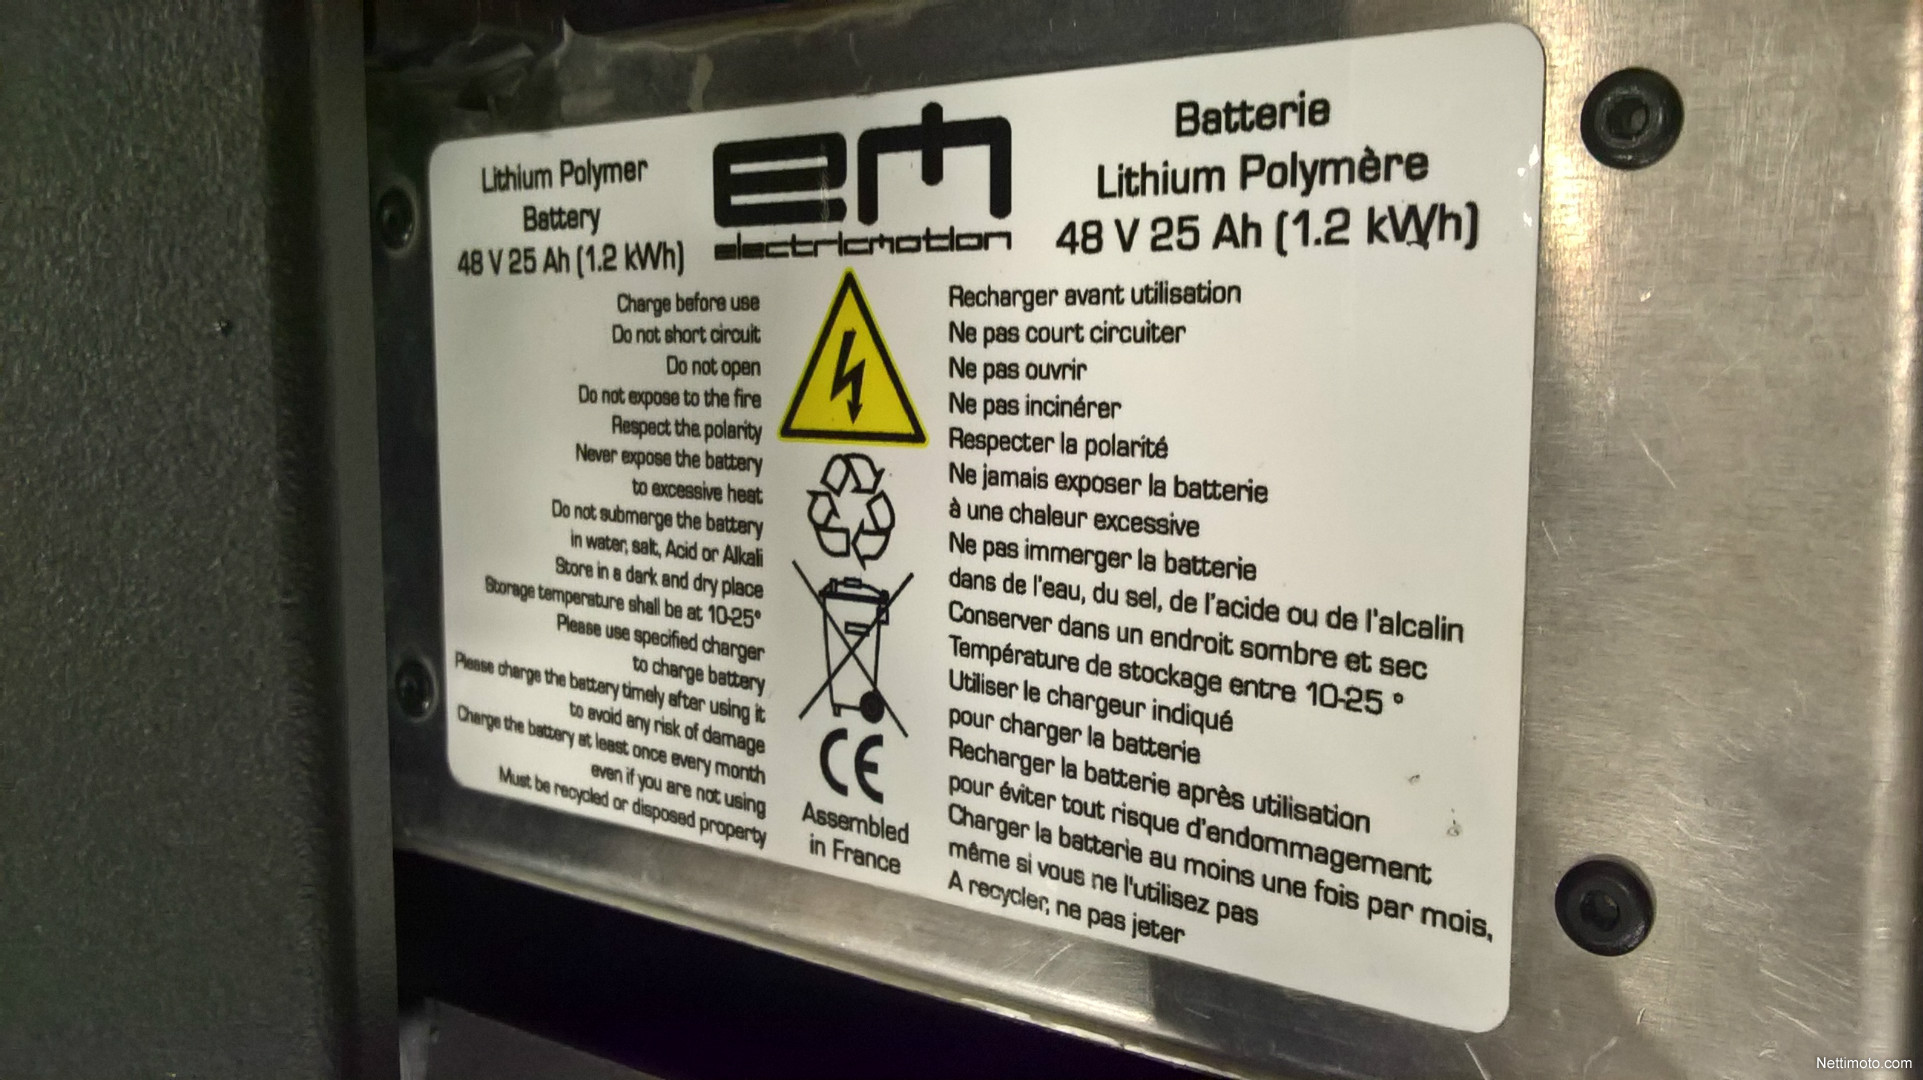 Lithium Polymer
Battery
48 V 25 Ah (1.2 kWh)
Charge before use
Do not short circuit
Do not open
Do not expose to the fire
Respect the polarity
Never expose the battery
to excessive heat
Do not submerge the battery
in water, salt, Acid or Alkali
Store in a dark and dry place
Storage temperature shall be at 10-25°
Please use specified charger
to charge battery
Please charge the battery timely after using it
to avoid any risk of damage
Charge the battery at least once every month
even if you are not using
Must be recycled or disposed property
em
electricmotion
CE
Assembled
in France
Batterie
Lithium Polymère
48 V 25 Ah (1.2 kWh)
Recharger avant utilisation
Ne pas court circuiter
Ne pas ouvrir
Ne pas incinérer
Respecter la polarité
Ne jamais exposer la batterie
à une chaleur excessive
Ne pas immerger la batterie
dans de l'eau, du sel, de l'acide ou de l'alcalin
Conserver dans un endroit sombre et sec
Température de stockage entre 10-25 °
Utiliser le chargeur indiqué
pour charger la batterie
Recharger la batterie après utilisation
pour éviter tout risque d'endommagement
Charger la batterie au moins une fois par mois,
même si vous ne l'utilisez pas
A recycler, ne pas jeter
Nettimoto.com